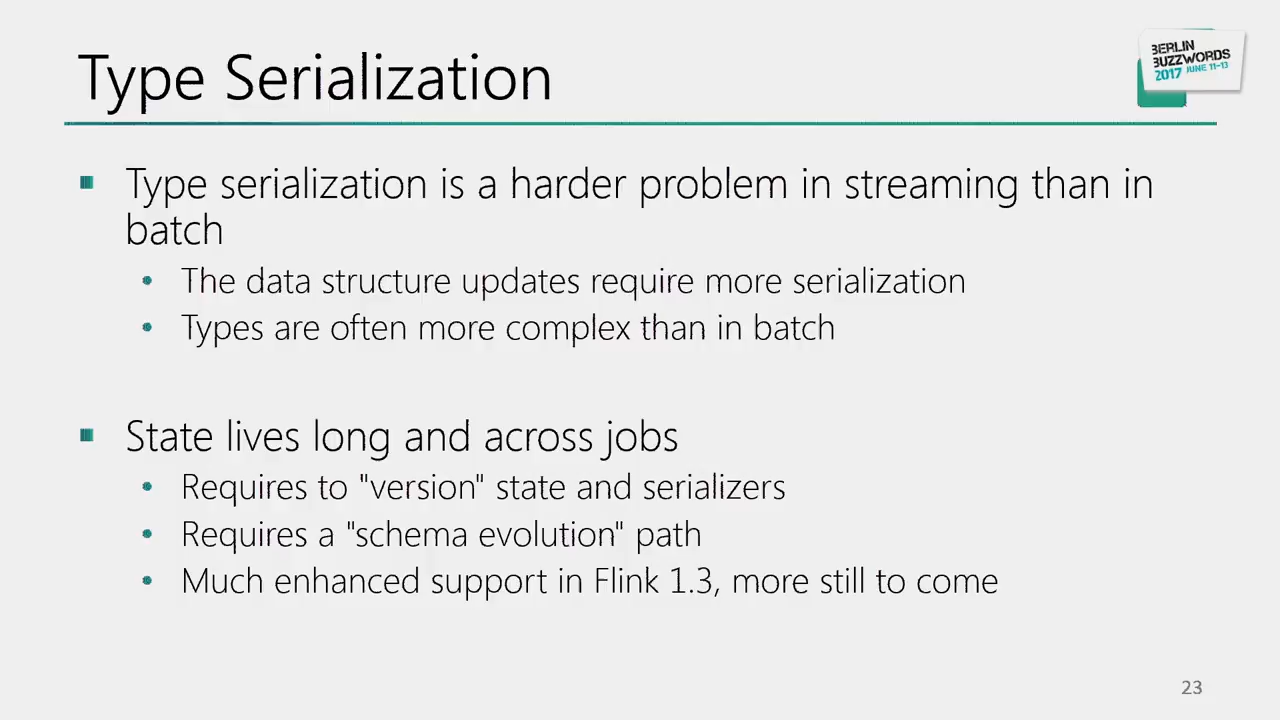 Type Serialization
BERLIN
BUZZWORDS
2017 JUNE 11-13
Type serialization is a harder problem in streaming than in
batch
The data structure updates require more serialization
Types are often more complex than in batch
State lives long and across jobs
Requires to "version" state and serializers
Requires a "schema evolution" path
Much enhanced support in Flink 1.3, more still to come
23